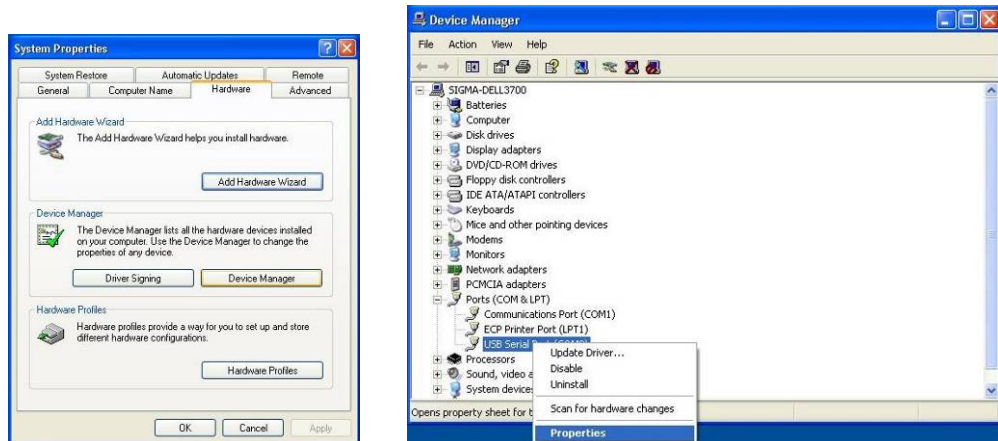 System Properties
System Restore Automatic Updates Remote
General Computer Name Hardware Advanced
Add Hardware Wizard
The Add Hardware Wizard helps you install hardware.
Add Hardware Wizard
Device Manager
The Device Manager lists all the hardware devices installed
on your computer. Use the Device Manager to change the
properties of any device.
Driver Signing Device Manager
Hardware Profiles
Hardware profiles provide a way for you to set up and store
different hardware configurations.
Hardware Profiles
OK Cancel Apply
Device Manager
File Action View Help
SIGMA-DELL3700
Batteries
Computer
Disk drives
Display adapters
DVD/CD-ROM drives
Floppy disk controllers
IDE ATA/ATAPI controllers
Keyboards
Mice and other pointing devices
Modems
Monitors
Network adapters
PCMCIA adapters
Ports (COM & LPT)
Communications Port (COM1)
ECP Printer Port (LPT1)
USB Serial
Processors
Sound, video a
System device
Update Driver...
Disable
Uninstall
Scan for hardware changes
Properties
Opens property sheet for t